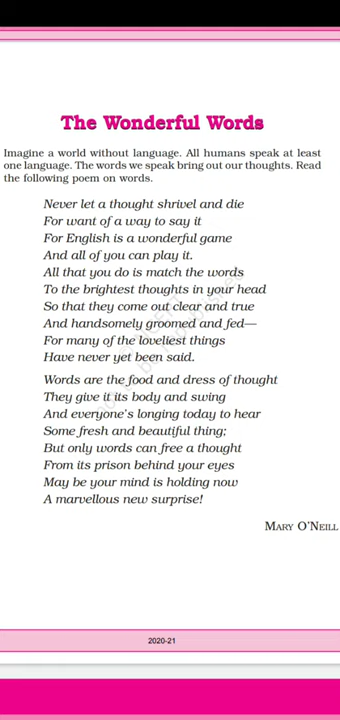 The Wonderful Words
Imagine a world without language. All humans speak at least
one language. The words we speak bring out our thoughts. Read
the following poem on words.
Never let a thought shrivel and die
For want of a way to say it
For English is a wonderful game
And all of you can play it.
All that you do is match the words
To the brightest thoughts in your head
So that they come out clear and true
And handsomely groomed and fed—
For many of the loveliest things
Have never yet been said.
Words are the food and dress of thought
They give it its body and swing
And everyone's longing today to hear
Some fresh and beautiful thing;
But only words can free a thought
From its prison behind your eyes
May be your mind is holding now
A marvellous new surprise!
MARY O'NEILL
2020-21